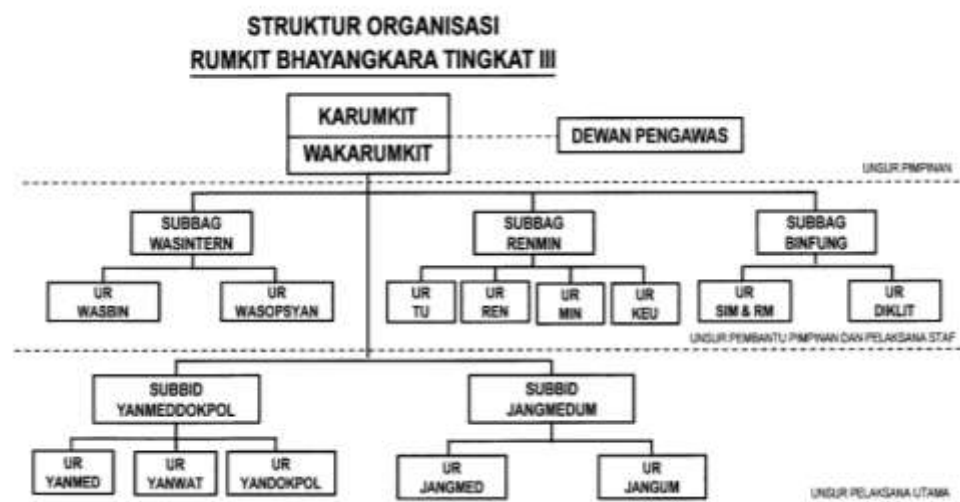 STRUKTUR ORGANISASI
RUMKIT BHAYANGKARA TINGKAT III
KARUMKIT
WAKARUMKIT
DEWAN PENGAWAS
UNSUR PIMPINAN
SUBBAG
WASINTERN
SUBBAG
RENMIN
SUBBAG
BINFUNG
UR
WASBIN
UR
WASOPSYAN
UR
TU
UR
REN
UR
MIN
UR
KEU
UR
SIM & RM
UR
DIKLIT
UNSUR PEMBANTU PIMPINAN DAN PELAKSANA STAF
SUBBID
YANMEDDOKPOL
SUBBID
JANGMEDUM
UR
YANMED
UR
YANWAT
UR
YANDOKPOL
UR
JANGMED
UR
JANGUM
UNSUR PELAKSANA UTAMA